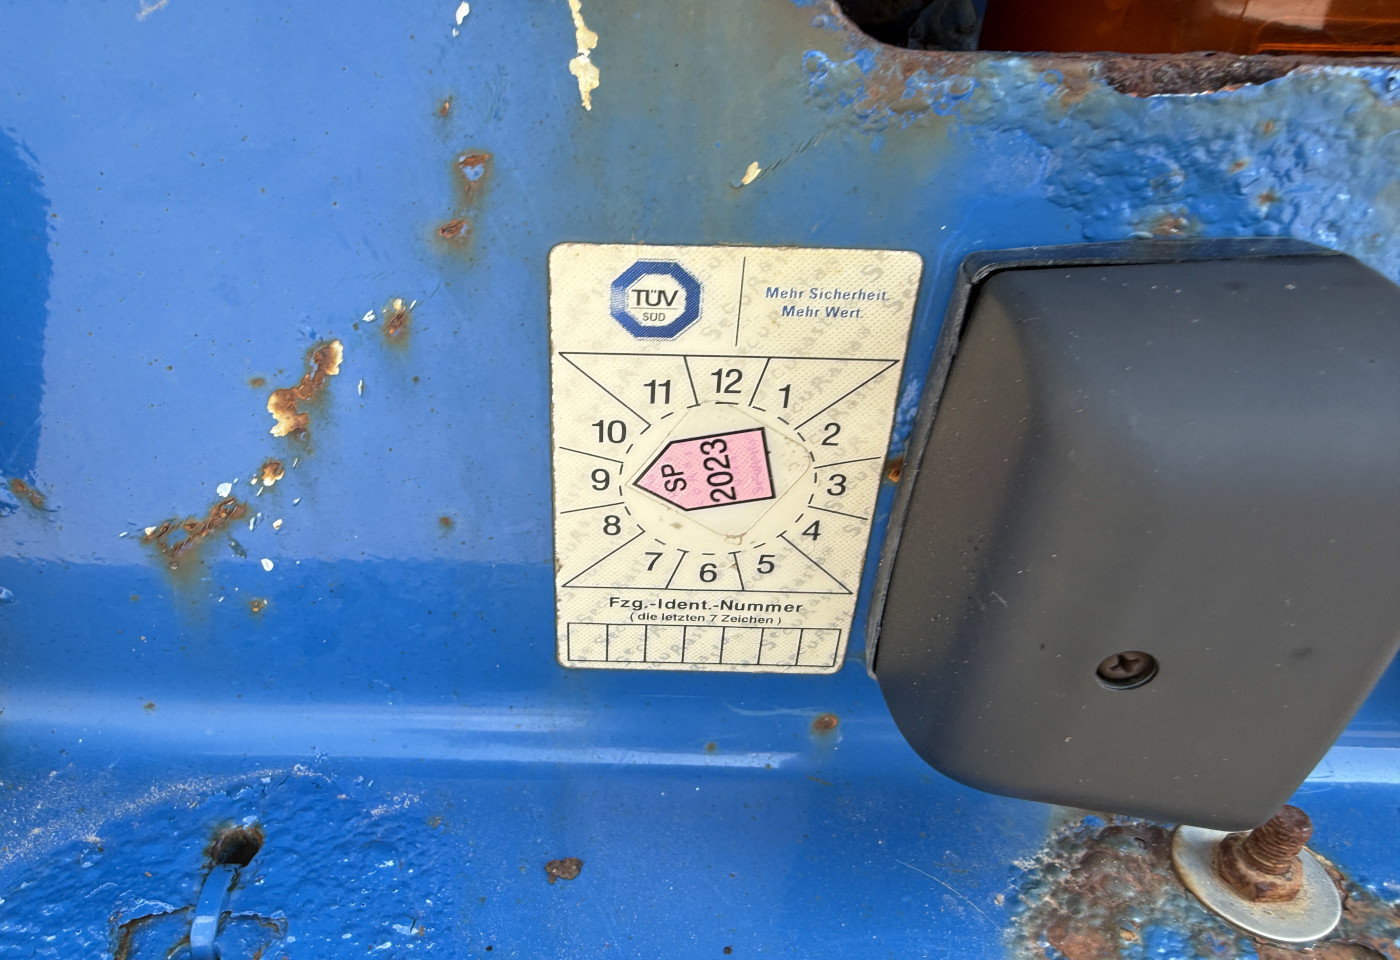 TÜV
SÜD
Mehr Sicherheit.
Mehr Wert.
11 12 1
10 2
9 3
8 4
7 6 5
SP
2023
Fzg.-Ident.-Nummer
( die letzten 7 Zeichen )